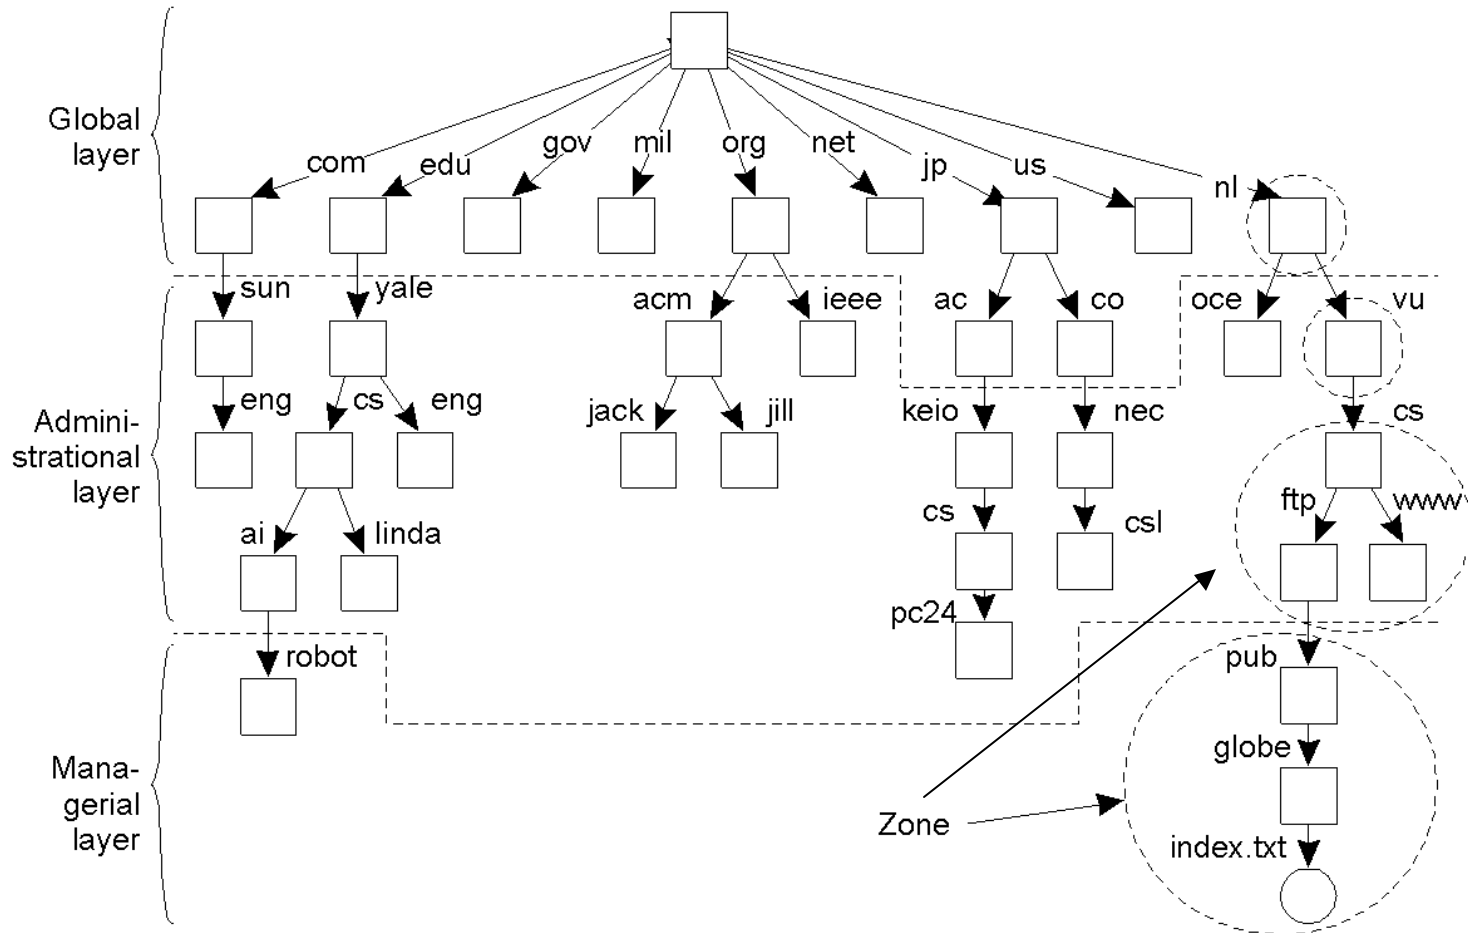 Global
layer
com
edu
gov
mil
org
net
jp
us
nl
sun
yale
acm
ieee
ac
co
oce
vu
Admini-
strational
layer
eng
cs
eng
jack
jill
keio
nec
cs
ai
linda
cs
csl
ftp
www
pc24
robot
pub
Mana-
gerial
layer
globe
Zone
index.txt